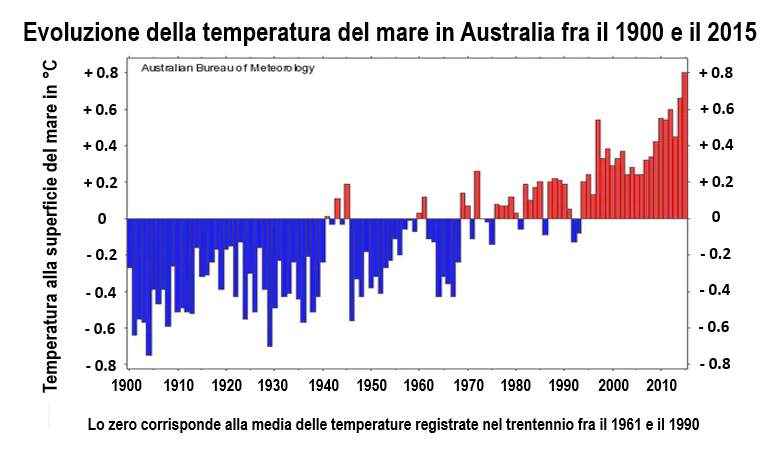 Evoluzione della temperatura del mare in Australia fra il 1900 e il 2015
Temperatura alla superficie del mare in °C
Australian Bureau of Meteorology
+ 0.8 + 0.8
+ 0.6 + 0.6
+ 0.4 + 0.4
+ 0.2 + 0.2
0 0
- 0.2 - 0.2
- 0.4 - 0.4
- 0.6 - 0.6
- 0.8 - 0.8
1900 1910 1920 1930 1940 1950 1960 1970 1980 1990 2000 2010
Lo zero corrisponde alla media delle temperature registrate nel trentennio fra il 1961 e il 1990